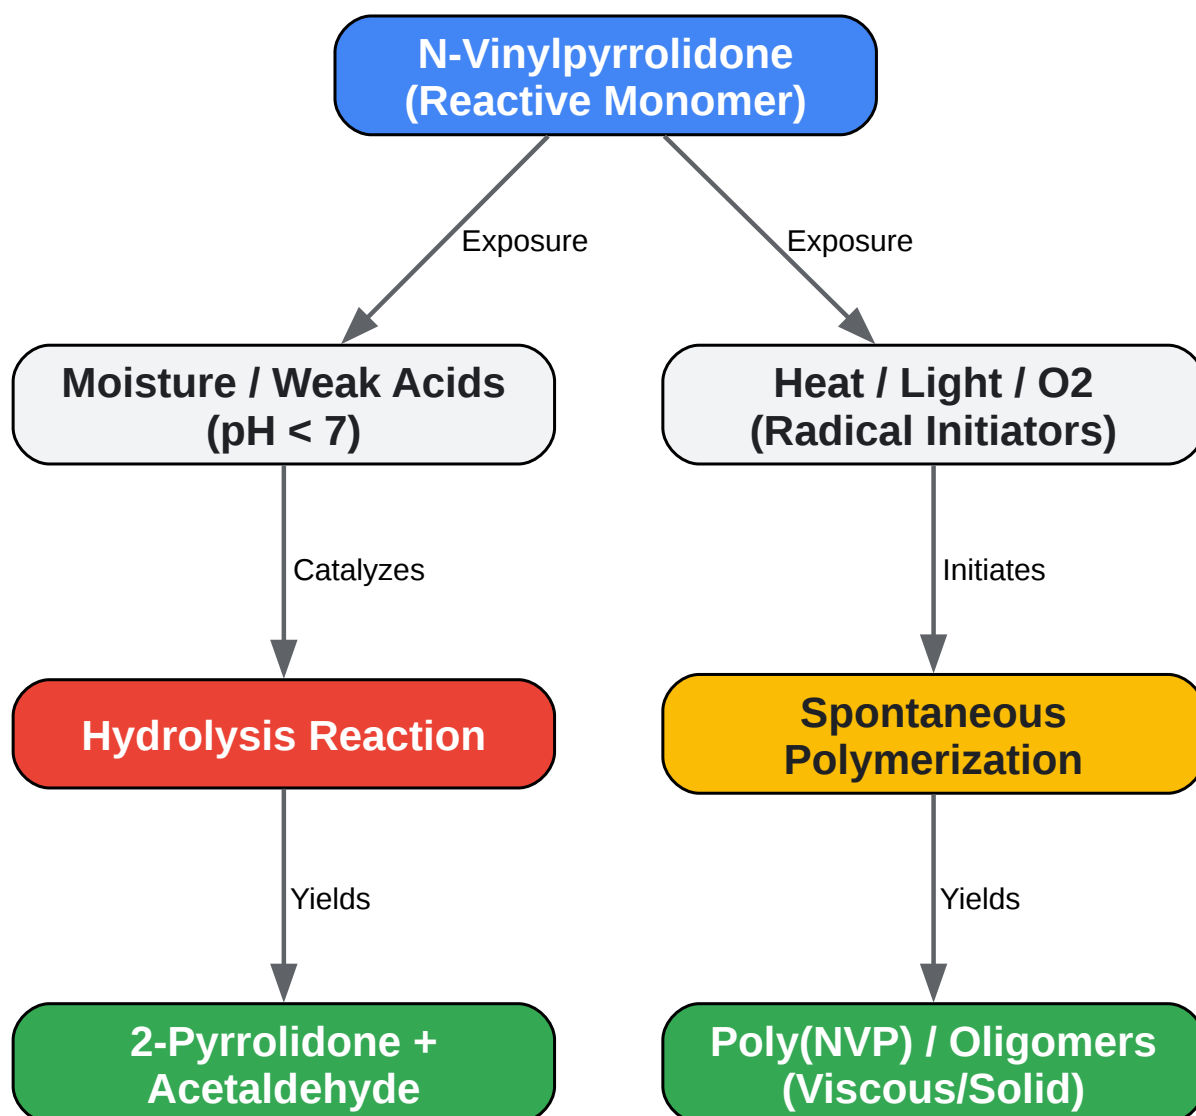 N-Vinylpyrrolidone
(Reactive Monomer)
Exposure
Exposure
Moisture / Weak Acids
(pH < 7)
Heat / Light / O2
(Radical Initiators)
Catalyzes
Initiates
Hydrolysis Reaction
Spontaneous
Polymerization
Yields
Yields
2-Pyrrolidone +
Acetaldehyde
Poly(NVP) / Oligomers
(Viscous/Solid)